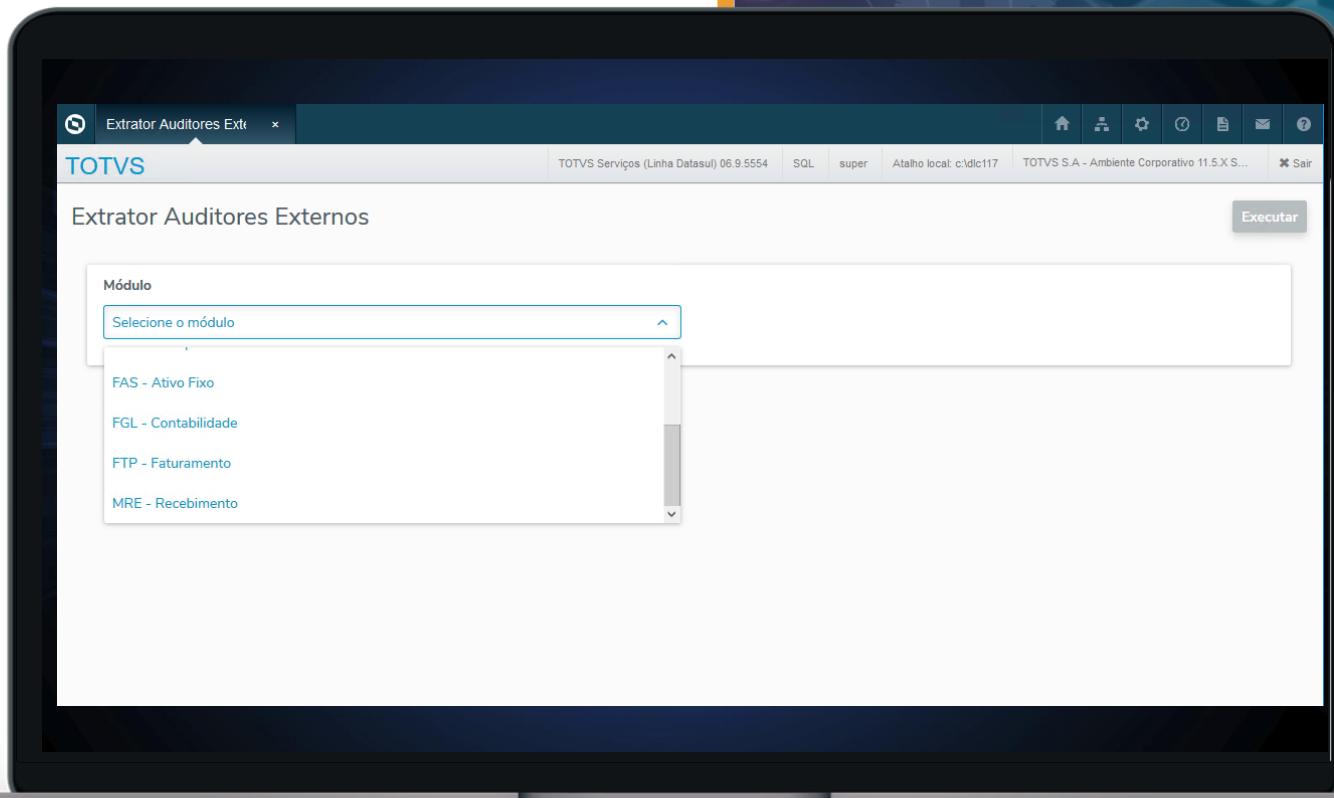 Extrator Auditores Exte ×
TOTVS
TOTVS Serviços (Linha Datasul) 06.9.5554
SQL
super
Atalho local: c:\dlc117
TOTVS S.A - Ambiente Corporativo 11.5.X S...
Sair
Extrator Auditores Externos
Executar
Módulo
Selecione o módulo
FAS - Ativo Fixo
FGL - Contabilidade
FTP - Faturamento
MRE - Recebimento